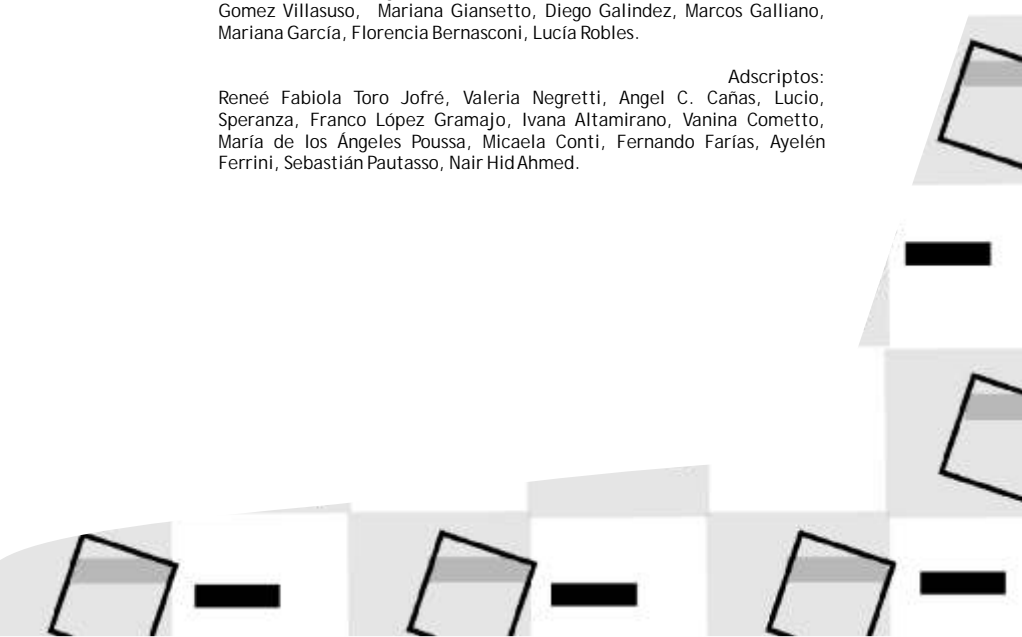 Gomez Villasuso, Mariana Giansetto, Diego Galindez, Marcos Galliano,
Mariana García, Florencia Bernasconi, Lucía Robles.
Adscriptos:
Reneé Fabiola Toro Jofré, Valeria Negretti, Angel C. Cañas, Lucio,
Speranza, Franco López Gramajo, Ivana Altamirano, Vanina Cometto,
María de los Ángeles Poussa, Micaela Conti, Fernando Farías, Ayelén
Ferrini, Sebastián Pautasso, Nair Hid Ahmed.